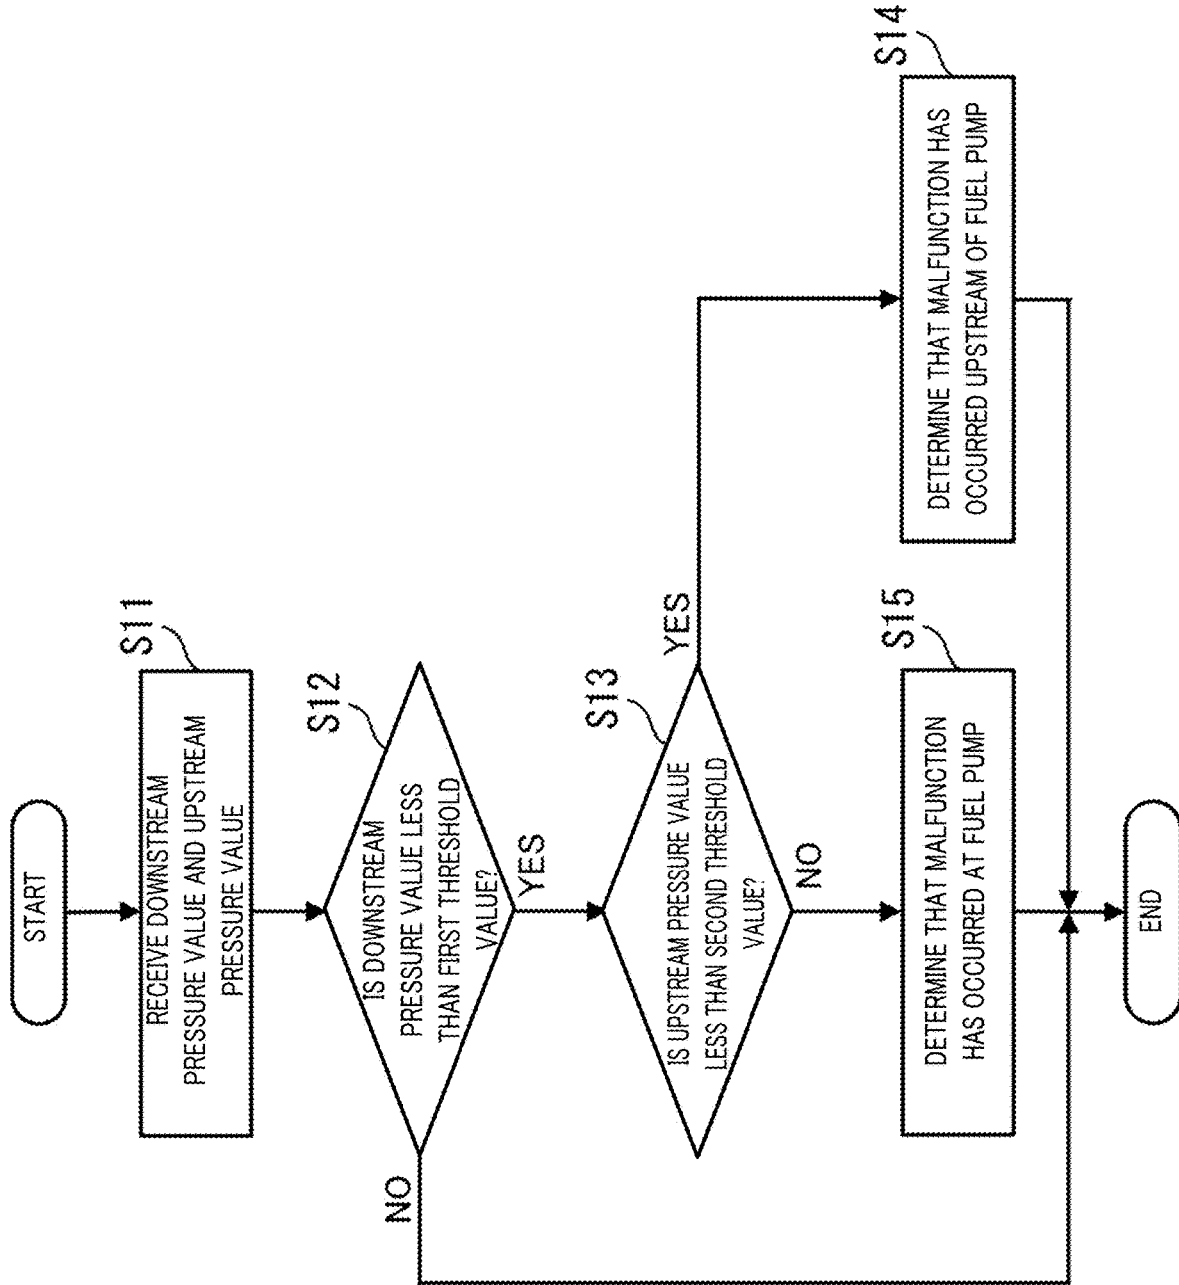 START
S11
RECEIVE DOWNSTREAM
PRESSURE VALUE AND UPSTREAM
PRESSURE VALUE
S12
IS DOWNSTREAM
PRESSURE VALUE LESS
THAN FIRST THRESHOLD
VALUE?
NO
YES
S13
IS UPSTREAM PRESSURE VALUE
LESS THAN SECOND THRESHOLD
VALUE?
YES
NO
S15
DETERMINE THAT MALFUNCTION
HAS OCCURRED AT FUEL PUMP
S14
DETERMINE THAT MALFUNCTION HAS
OCCURRED UPSTREAM OF FUEL PUMP
END